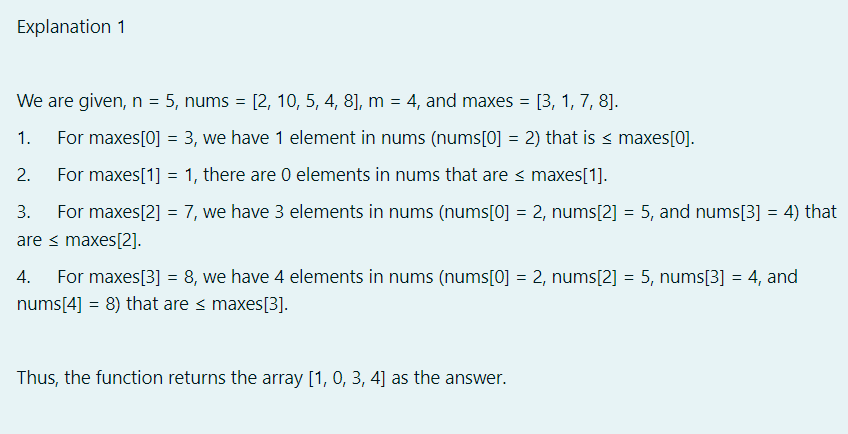 Explanation 1
We are given, n = 5, nums = [2, 10, 5, 4, 8], m = 4, and maxes = [3, 1, 7, 8].
1. For maxes[0] = 3, we have 1 element in nums (nums[0] = 2) that is ≤ maxes[0].
2. For maxes[1] = 1, there are 0 elements in nums that are ≤ maxes[1].
3. For maxes[2] = 7, we have 3 elements in nums (nums[0] = 2, nums[2] = 5, and nums[3] = 4) that
are ≤ maxes[2].
4. For maxes[3] = 8, we have 4 elements in nums (nums[0] = 2, nums[2] = 5, nums[3] = 4, and
nums[4] = 8) that are ≤ maxes[3].
Thus, the function returns the array [1, 0, 3, 4] as the answer.